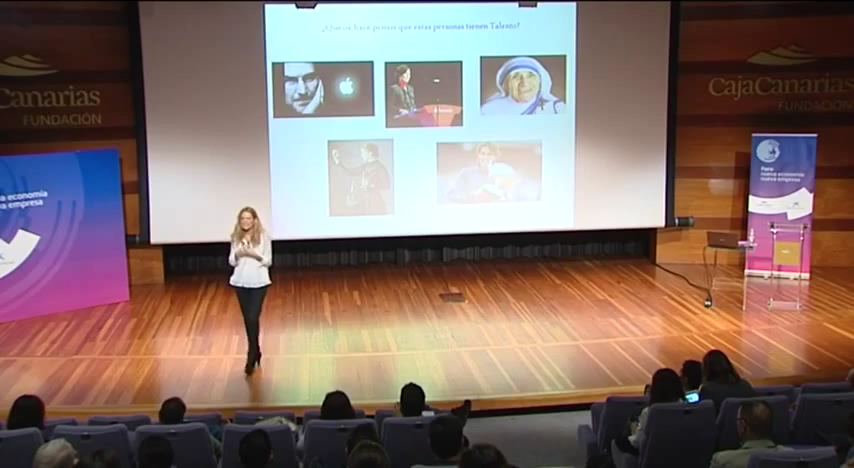 ¿Qué os hace pensar que estas personas tienen Talento?
Canarias
FUNDACIÓN
CajaCanarias
FUNDACIÓN
a economía
va empresa
Foro
nueva economía
nueva empresa